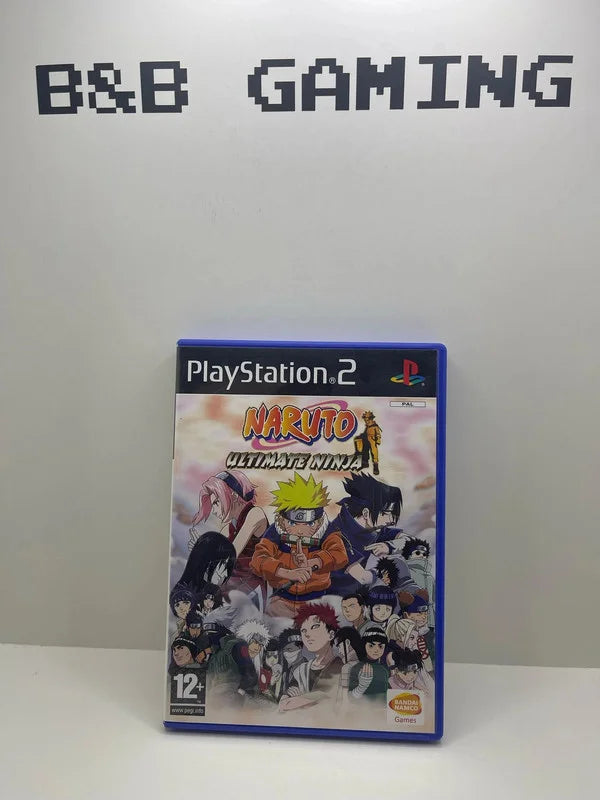 B&B GAMING
PlayStation®2
PAL
NARUTO
ULTIMATE NINJA
12+
www.pegi.info
BANDAI
NAMCO
Games